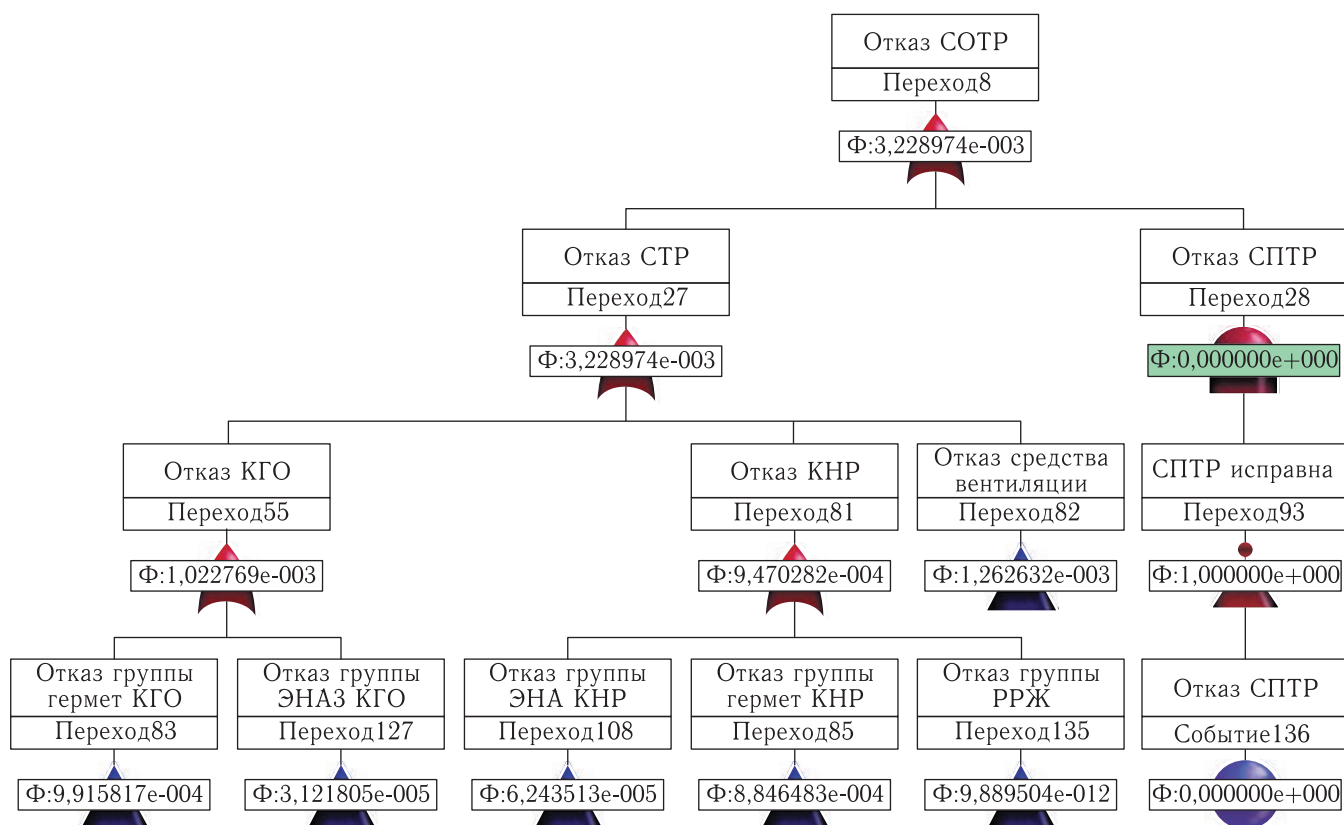 Отказ СОТР
Переход8
Ф:3,228974e-003
Отказ СТР
Переход27
Ф:3,228974e-003
Отказ СПТР
Переход28
Ф:0,000000e+000
Отказ КГО
Переход55
Ф:1,022769e-003
Отказ КНР
Переход81
Ф:9,470282e-004
Отказ средства
вентиляции
Переход82
Ф:1,262632e-003
СПТР исправна
Переход93
Ф:1,000000e+000
Отказ группы
гермет КГО
Переход83
Ф:9,915817e-004
Отказ группы
ЭНАЗ КГО
Переход127
Ф:3,121805e-005
Отказ группы
ЭНА КНР
Переход108
Ф:6,243513e-005
Отказ группы
гермет КНР
Переход85
Ф:8,846483e-004
Отказ группы
РРЖ
Переход135
Ф:9,889504e-012
Отказ СПТР
Событие136
Ф:0,000000e+000